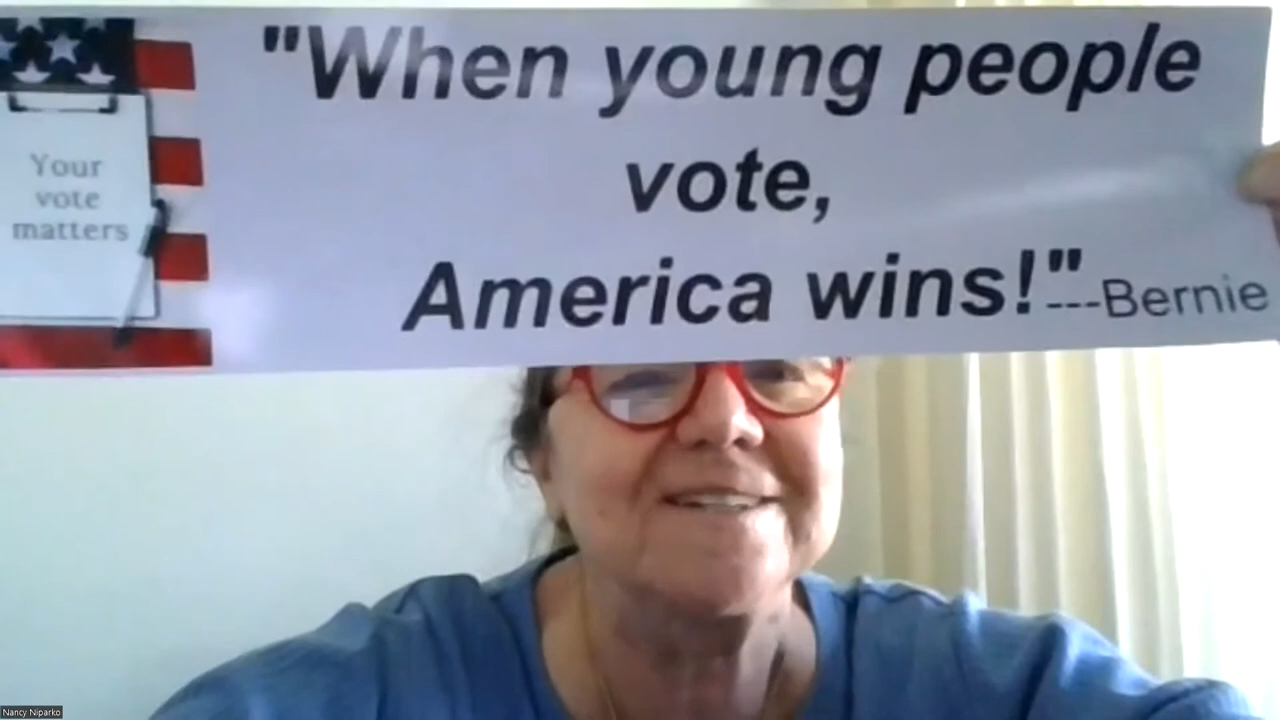 "When young people
vote,
America wins!"---Bernie
Your
vote
matters
Nancy Niparko